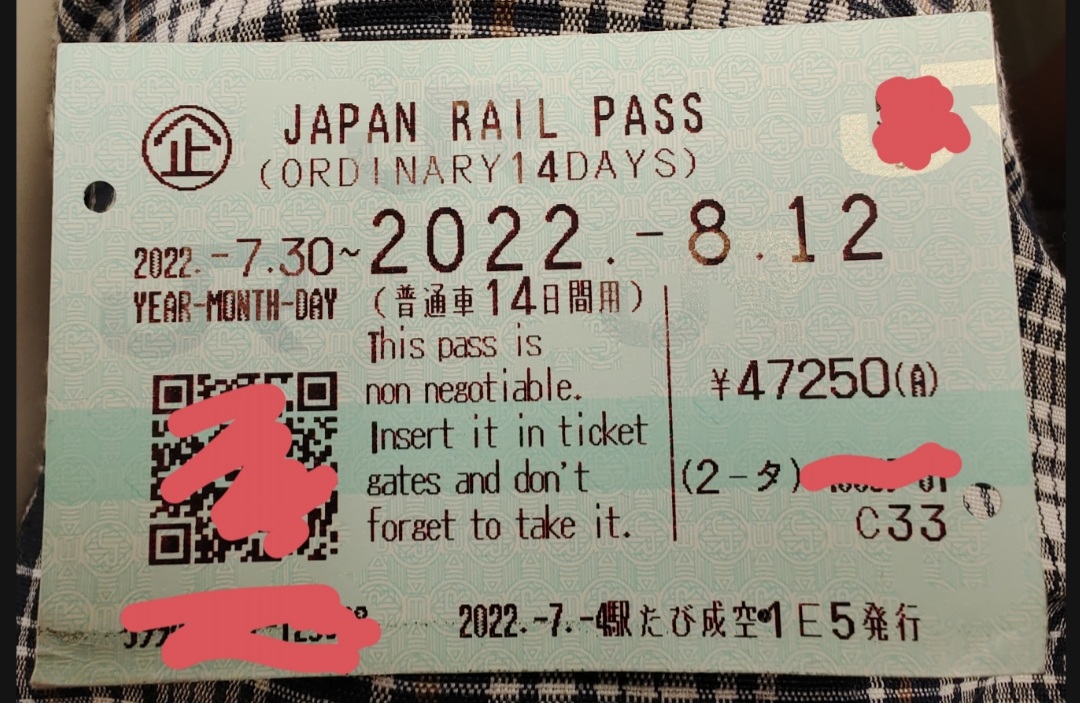 企 JAPAN RAIL PASS
(ORDINARY14DAYS)
2022.-7.30~2022.-8.12
YEAR-MONTH-DAY (普通車14日間用)
This pass is
non negotiable.
Insert it in ticket
gates and don't
forget to take it.
¥47250(A)
(2-タ) 01
C33
2022.-7.-4駅たび成空●1E5発行